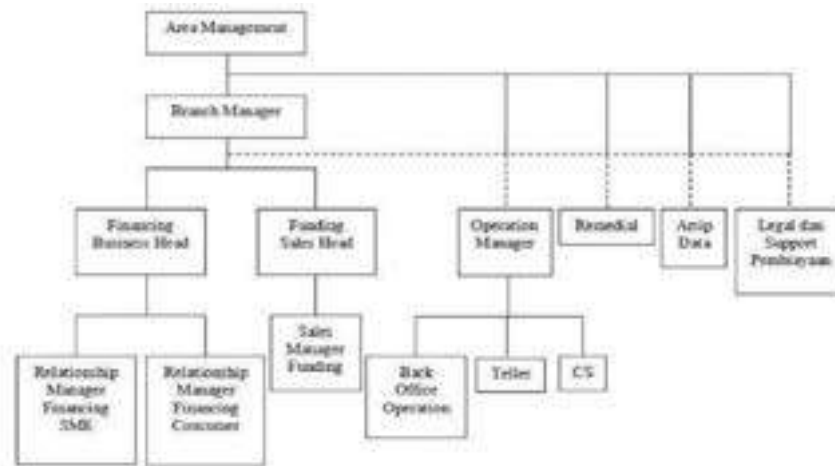 Area Management
Branch Manager
Financing
Business Head
Funding
Sales Head
Operation
Manager
Remedial
Arsip
Data
Legal dan
Support
Pembiayaan
Relationship
Manager
Financing
SME
Relationship
Manager
Financing
Consumer
Sales
Manager
Funding
Back
Office
Operation
Teller
CS